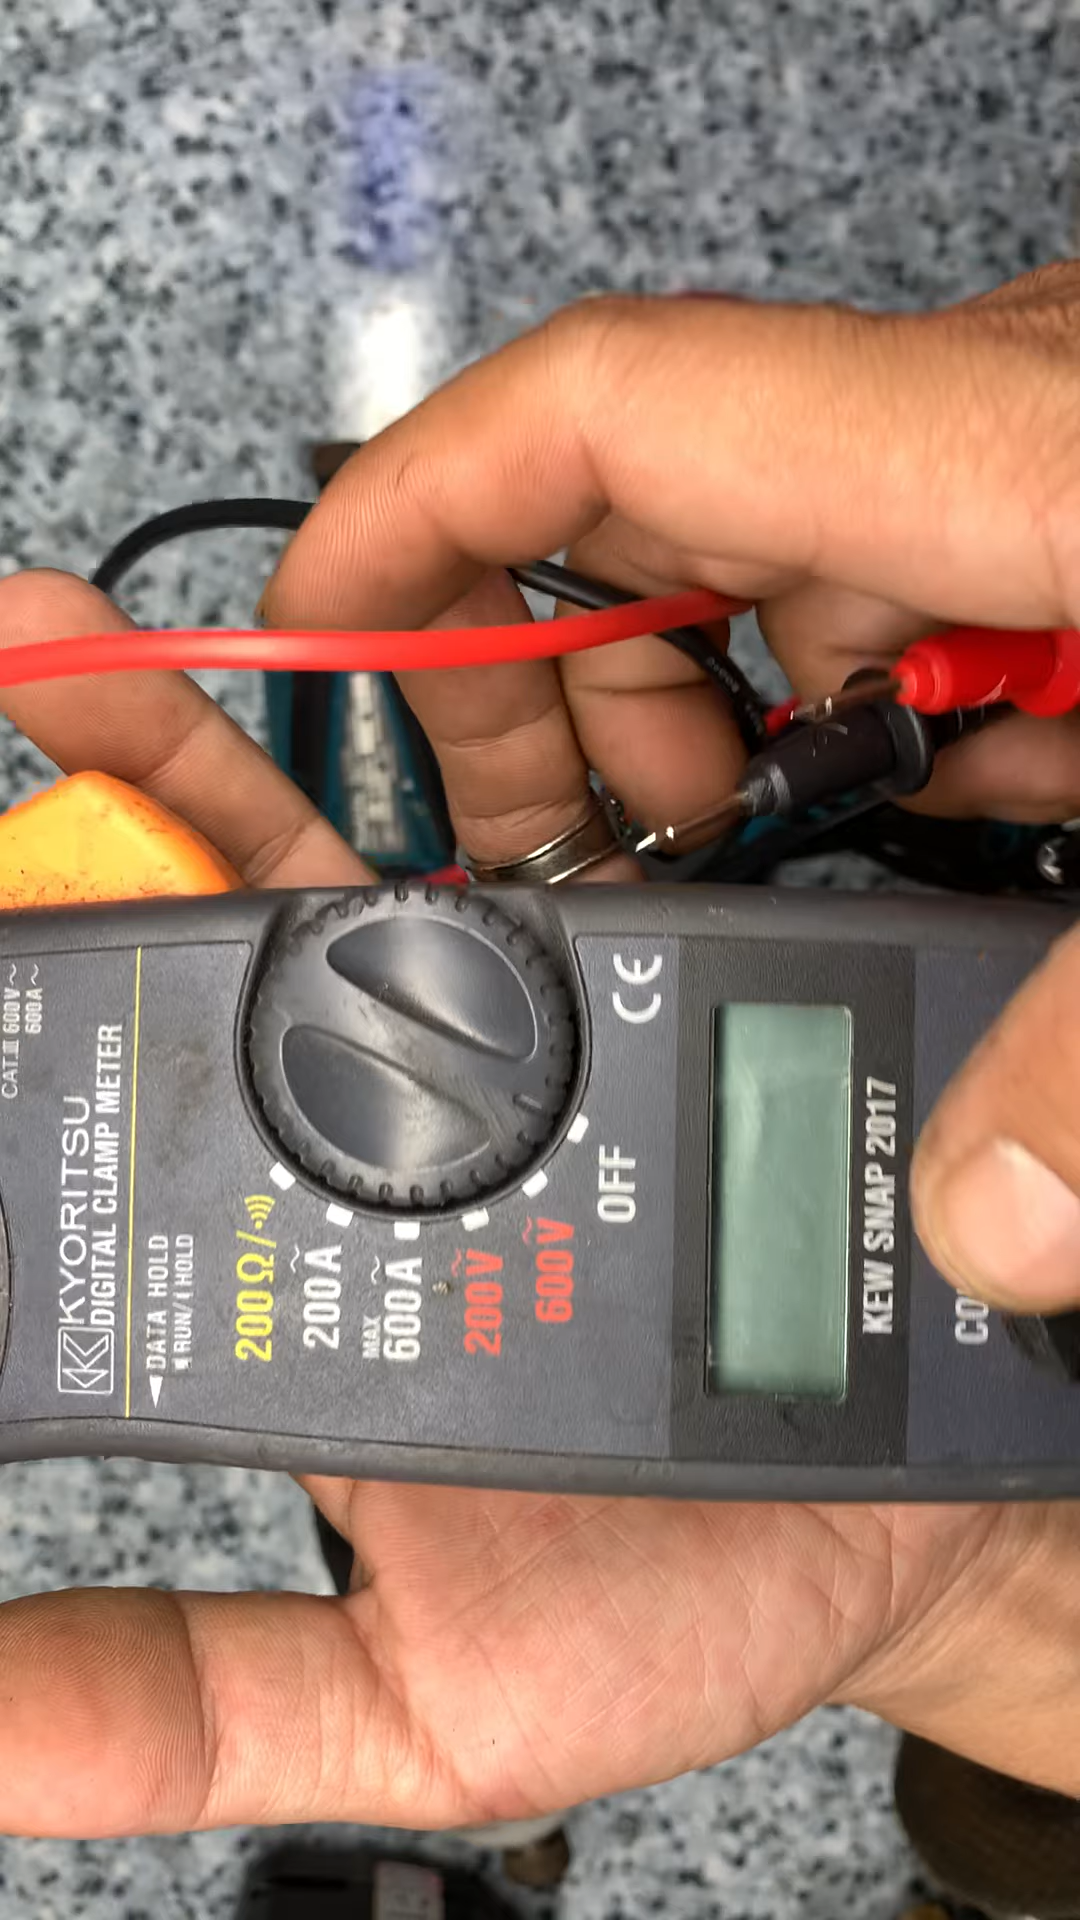 CAT.III 600V~
600A~
KYORITSU
DIGITAL CLAMP METER
◀DATA HOLD
RUN/HOLD
200Ω/·)))
200A~
MAX
600A~
200V~
600V~
OFF
CE
KEW SNAP 2017